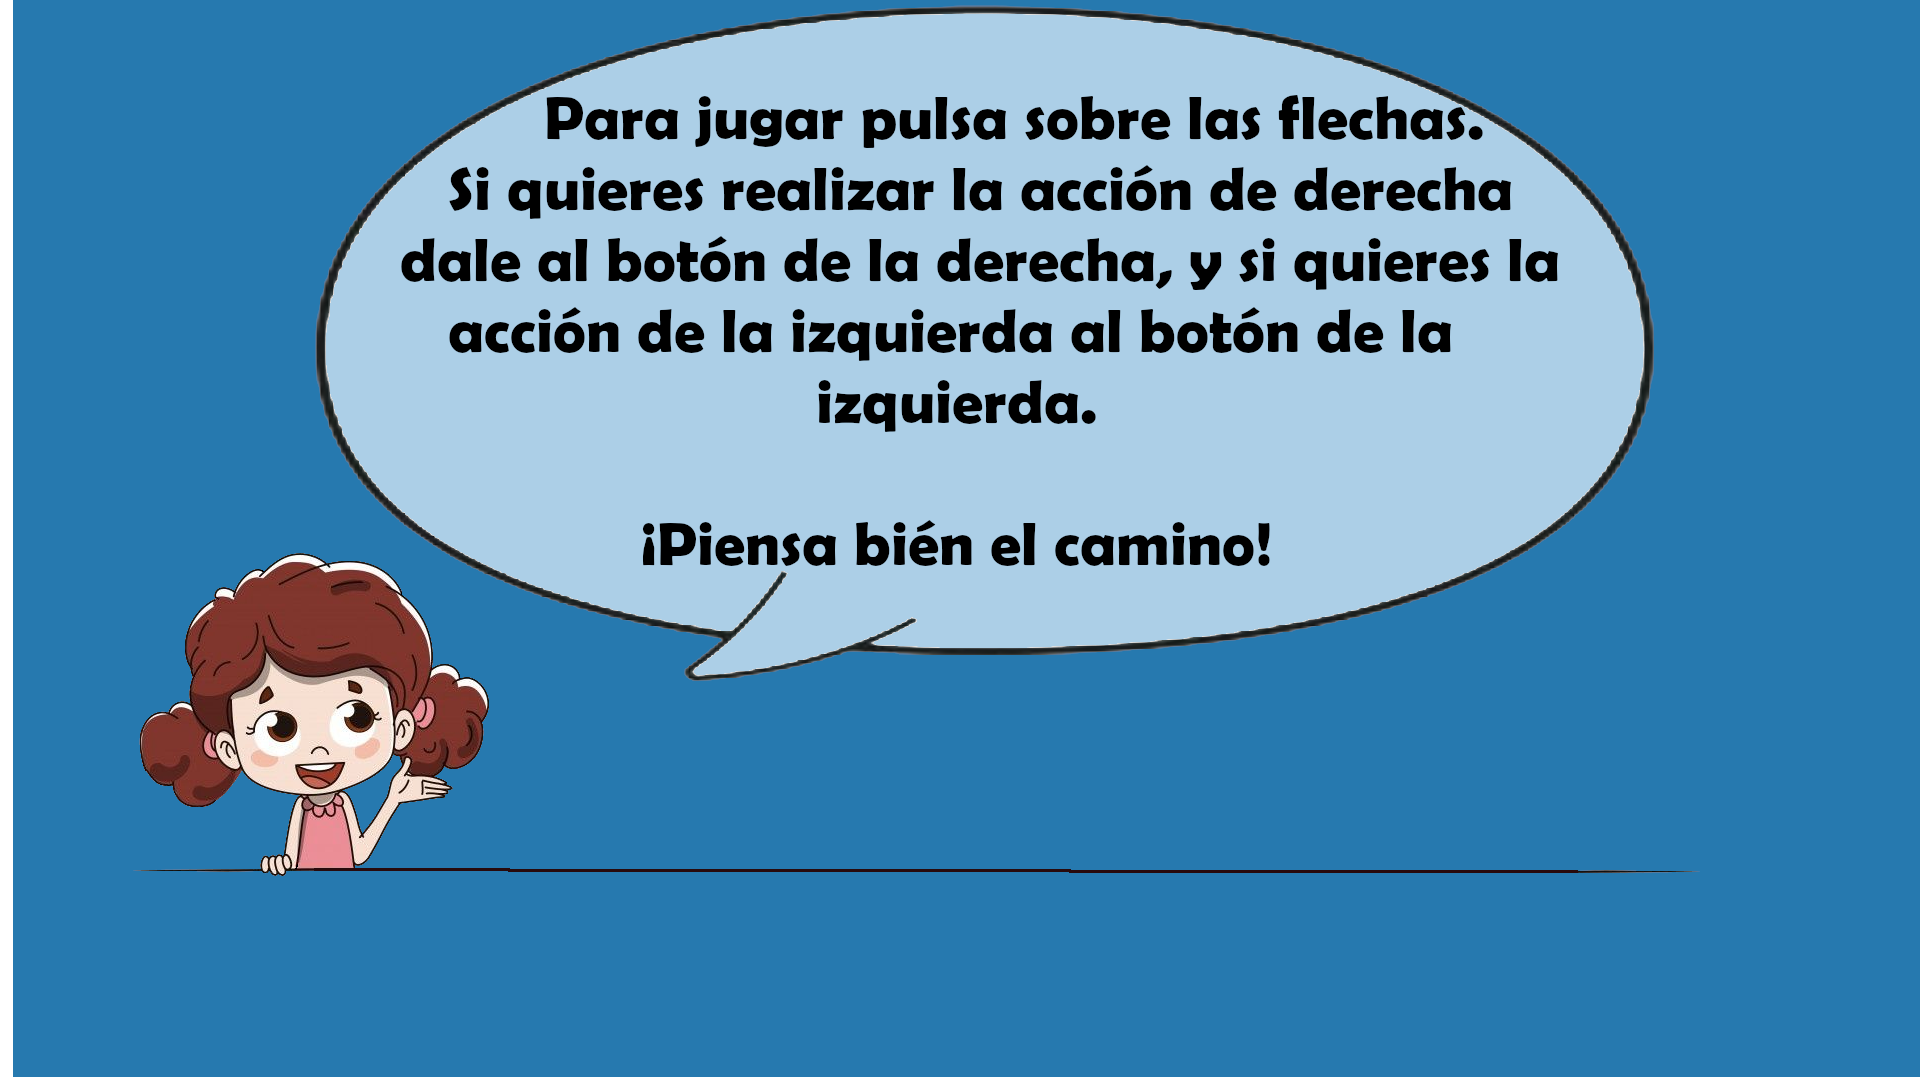 Para jugar pulsa sobre las flechas.
Si quieres realizar la acción de derecha
dale al botón de la derecha, y si quieres la
acción de la izquierda al botón de la
izquierda.
¡Piensa bién el camino!